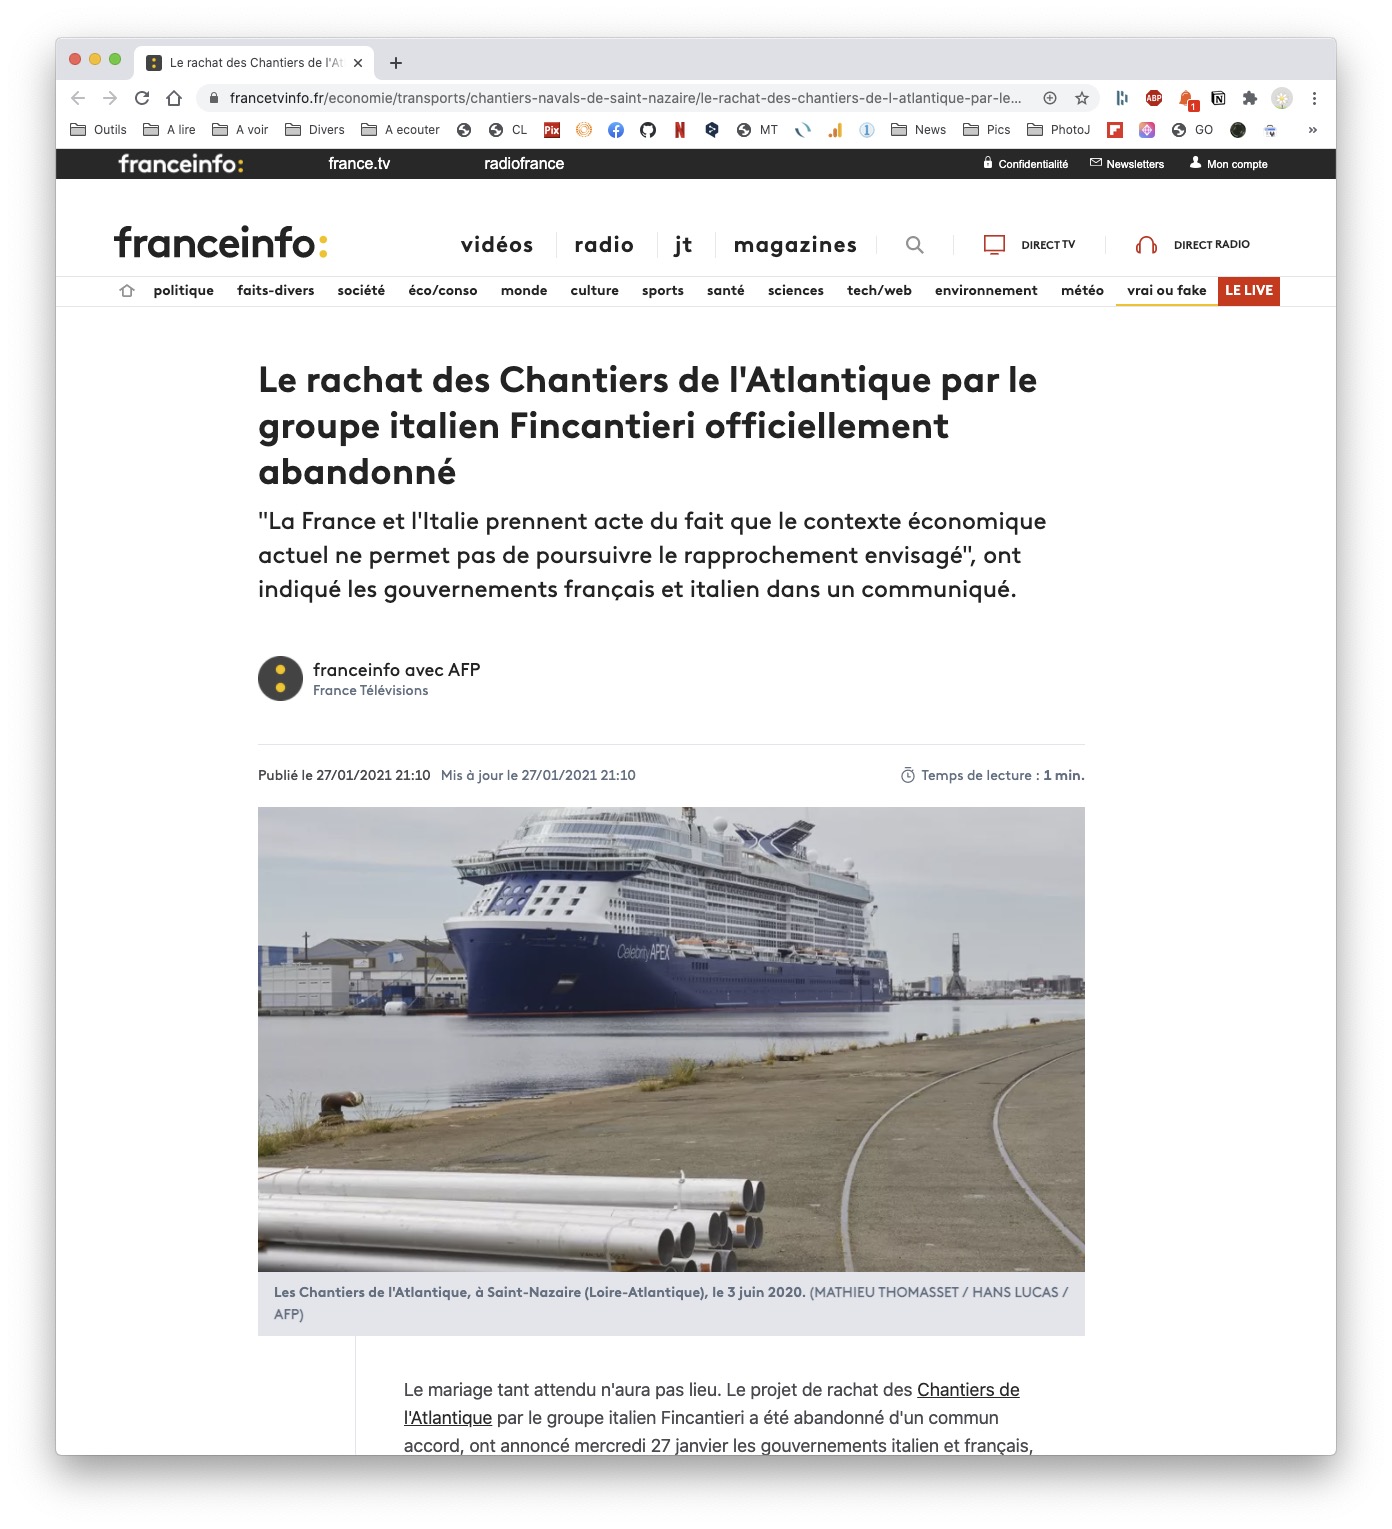 Le rachat des Chantiers de l'At
francetvinfo.fr/economie/transports/chantiers-navals-de-saint-nazaire/le-rachat-des-chantiers-de-l-atlantique-par-le...
ABP
1
Outils A lire A voir Divers A ecouter CL Pix MT News Pics PhotoJ GO »
franceinfo: france.tv radiofrance Confidentialité Newsletters Mon compte
franceinfo: vidéos radio jt magazines DIRECT TV DIRECT RADIO
politique faits-divers société éco/conso monde culture sports santé sciences tech/web environnement météo vrai ou fake LE LIVE
Le rachat des Chantiers de l'Atlantique par le
groupe italien Fincantieri officiellement
abandonné
"La France et l'Italie prennent acte du fait que le contexte économique
actuel ne permet pas de poursuivre le rapprochement envisagé", ont
indiqué les gouvernements français et italien dans un communiqué.
franceinfo avec AFP
France Télévisions
Publié le 27/01/2021 21:10 Mis à jour le 27/01/2021 21:10 Temps de lecture : 1 min.
Celebrity APEX
Les Chantiers de l'Atlantique, à Saint-Nazaire (Loire-Atlantique), le 3 juin 2020. (MATHIEU THOMASSET / HANS LUCAS /
AFP)
Le mariage tant attendu n'aura pas lieu. Le projet de rachat des Chantiers de
l'Atlantique par le groupe italien Fincantieri a été abandonné d'un commun
accord, ont annoncé mercredi 27 janvier les gouvernements italien et français,